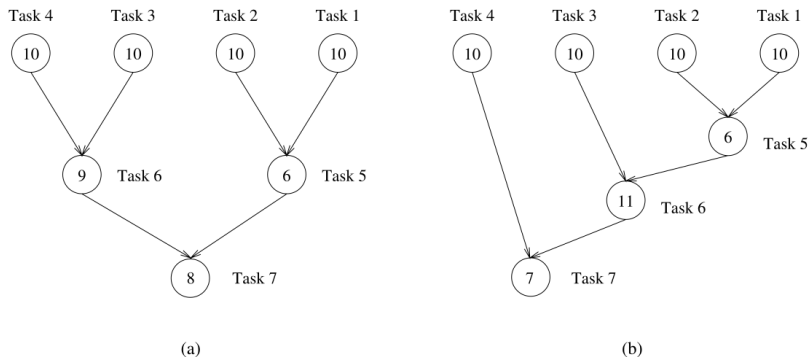 Task 4 Task 3 Task 2 Task 1 Task 4 Task 3 Task 2 Task 1
10 10 10 10 10 10 10 10
6 Task 5
9 Task 6 6 Task 5
11 Task 6
8 Task 7 7 Task 7
(a) (b)